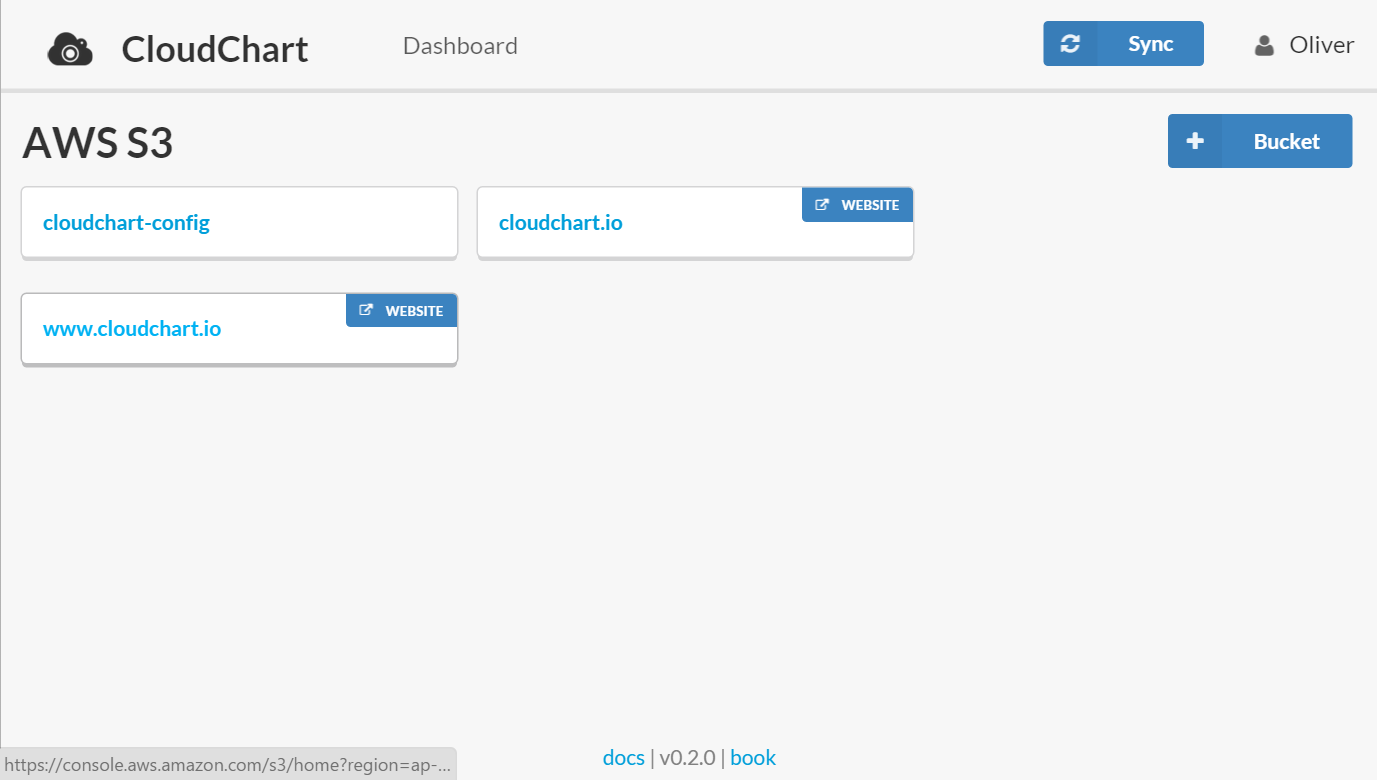 CloudChart Dashboard Sync Oliver
AWS S3 Bucket
cloudchart-config
cloudchart.io WEBSITE
www.cloudchart.io WEBSITE
docs | v0.2.0 | book
https://console.aws.amazon.com/s3/home?region=ap-...